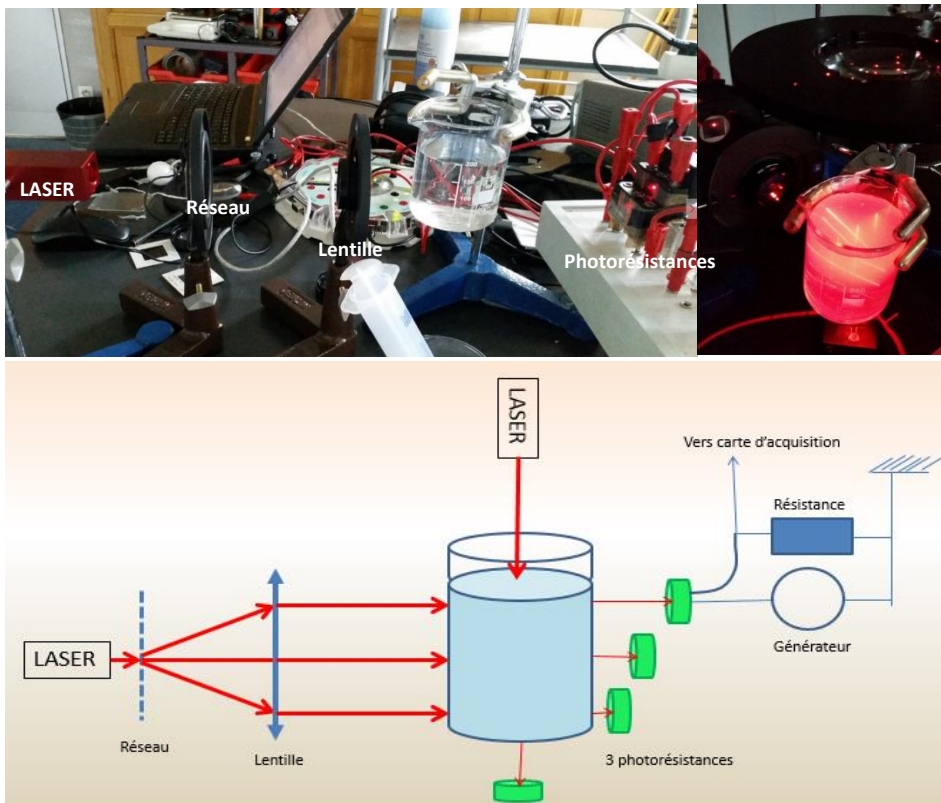 LASER
Réseau
Lentille
Photorésistances
LASER
Vers carte d'acquisition
Résistance
LASER
Générateur
Réseau
Lentille
3 photorésistances